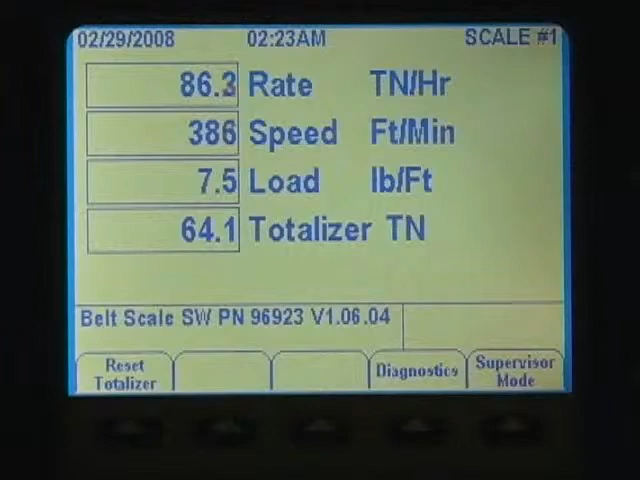 02/29/2008 02:23AM SCALE #1
86.3 Rate TN/Hr
386 Speed Ft/Min
7.5 Load lb/Ft
64.1 Totalizer TN
Belt Scale SW PN 96923 V1.06.04
Reset Totalizer
Diagnostics
Supervisor Mode